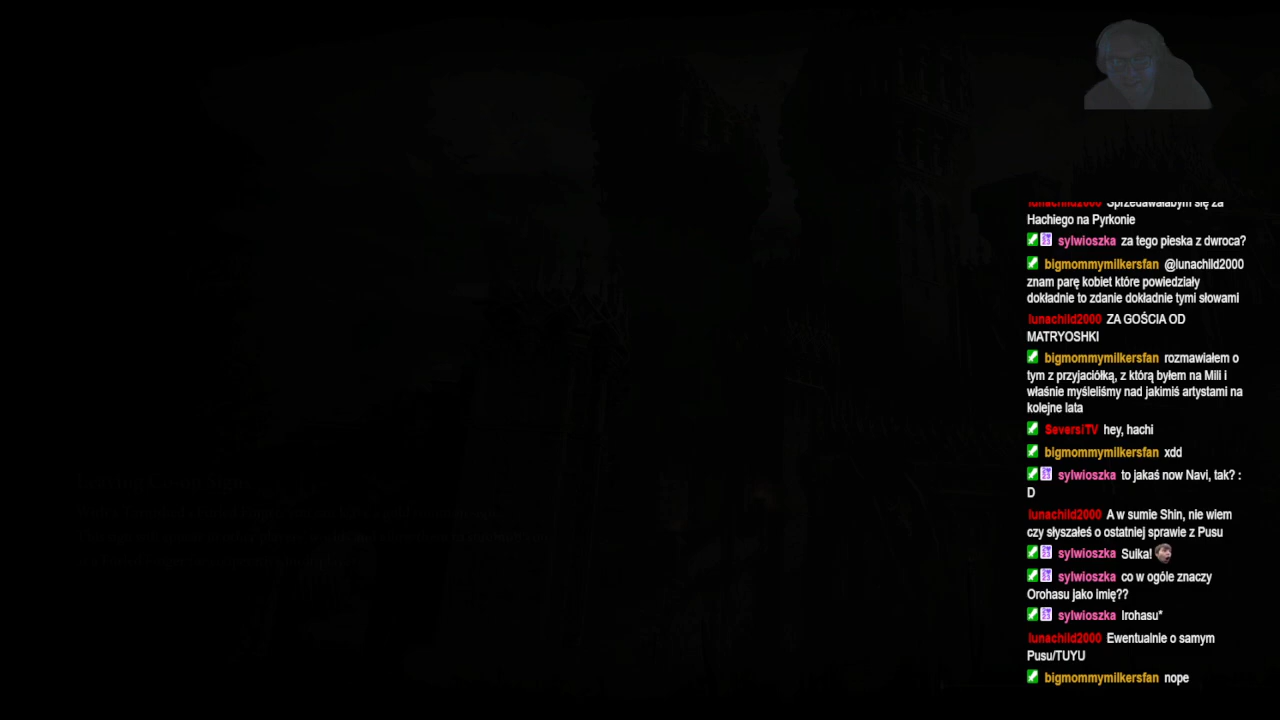 lunachild2000 Sprzedawałabym się za
Hachiego na Pyrkonie
sylwioszka za tego pieska z dwroca?
bigmommymilkersfan @lunachild2000
znam parę kobiet które powiedziały
dokładnie to zdanie dokładnie tymi słowami
lunachild2000 ZA GOŚCIA OD
MATRYOSHKI
bigmommymilkersfan rozmawiałem o
tym z przyjaciółką, z którą byłem na Mili i
właśnie myśleliśmy nad jakimiś artystami na
kolejne lata
SeversiTV hey, hachi
bigmommymilkersfan xdd
sylwioszka to jakaś now Navi, tak? :
D
lunachild2000 A w sumie Shin, nie wiem
czy słyszałeś o ostatniej sprawie z Pusu
sylwioszka Sulka!
sylwioszka co w ogóle znaczy
Orohasu jako imię??
sylwioszka Irohasu*
lunachild2000 Ewentualnie o samym
Pusu/TUYU
bigmommymilkersfan nope